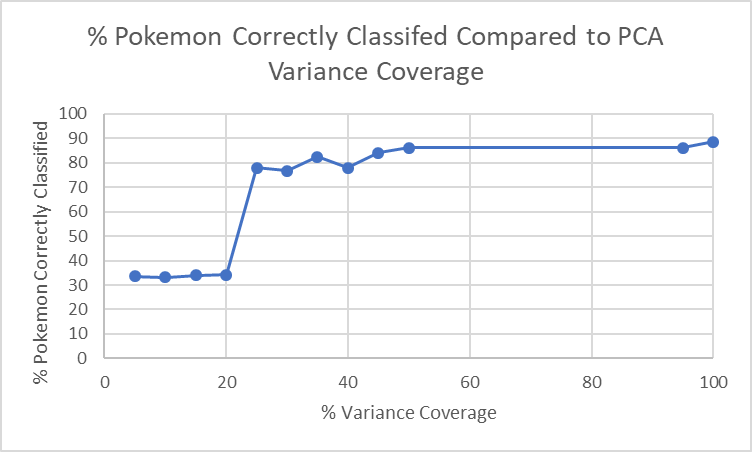 % Pokemon Correctly Classifed Compared to PCA
Variance Coverage
% Pokemon Correctly Classified
100
90
80
70
60
50
40
30
20
10
0
0 20 40 60 80 100
% Variance Coverage